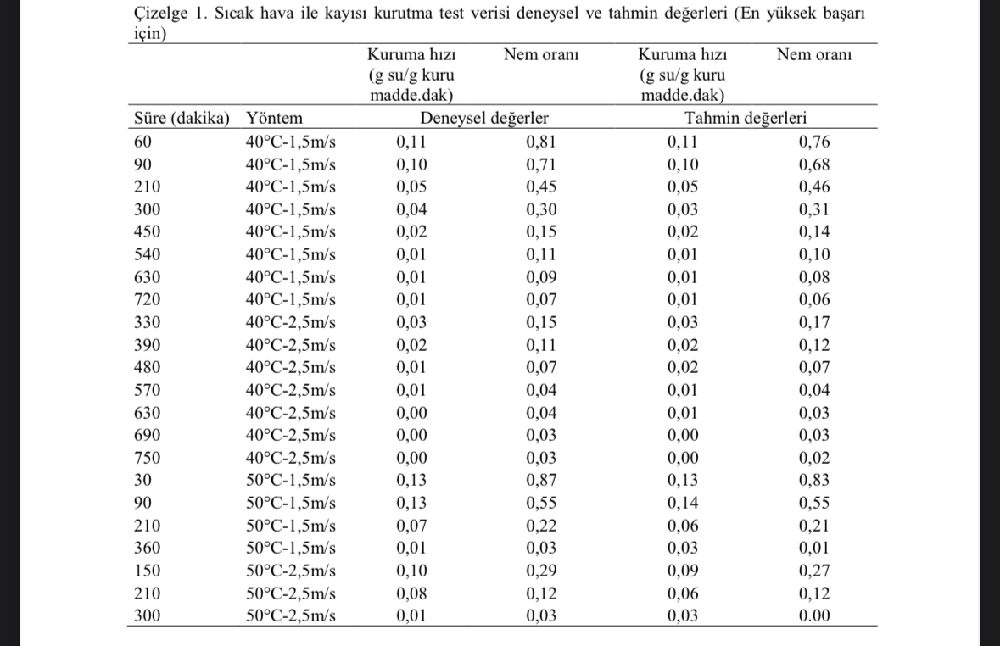 Çizelge 1. Sıcak hava ile kayısı kurutma test verisi deneysel ve tahmin değerleri (En yüksek başarı
için)
Kuruma hızı Nem oranı Kuruma hızı Nem oranı
(g su/g kuru (g su/g kuru
madde.dak) madde.dak)
Süre (dakika) Yöntem Deneysel değerler Tahmin değerleri
60 40°C-1,5m/s 0,11 0,81 0,11 0,76
90 40°C-1,5m/s 0,10 0,71 0,10 0,68
210 40°C-1,5m/s 0,05 0,45 0,05 0,46
300 40°C-1,5m/s 0,04 0,30 0,03 0,31
450 40°C-1,5m/s 0,02 0,15 0,02 0,14
540 40°C-1,5m/s 0,01 0,11 0,01 0,10
630 40°C-1,5m/s 0,01 0,09 0,01 0,08
720 40°C-1,5m/s 0,01 0,07 0,01 0,06
330 40°C-2,5m/s 0,03 0,15 0,03 0,17
390 40°C-2,5m/s 0,02 0,11 0,02 0,12
480 40°C-2,5m/s 0,01 0,07 0,02 0,07
570 40°C-2,5m/s 0,01 0,04 0,01 0,04
630 40°C-2,5m/s 0,00 0,04 0,01 0,03
690 40°C-2,5m/s 0,00 0,03 0,00 0,03
750 40°C-2,5m/s 0,00 0,03 0,00 0,02
30 50°C-1,5m/s 0,13 0,87 0,13 0,83
90 50°C-1,5m/s 0,13 0,55 0,14 0,55
210 50°C-1,5m/s 0,07 0,22 0,06 0,21
360 50°C-1,5m/s 0,01 0,03 0,03 0,01
150 50°C-2,5m/s 0,10 0,29 0,09 0,27
210 50°C-2,5m/s 0,08 0,12 0,06 0,12
300 50°C-2,5m/s 0,01 0,03 0,03 0.00